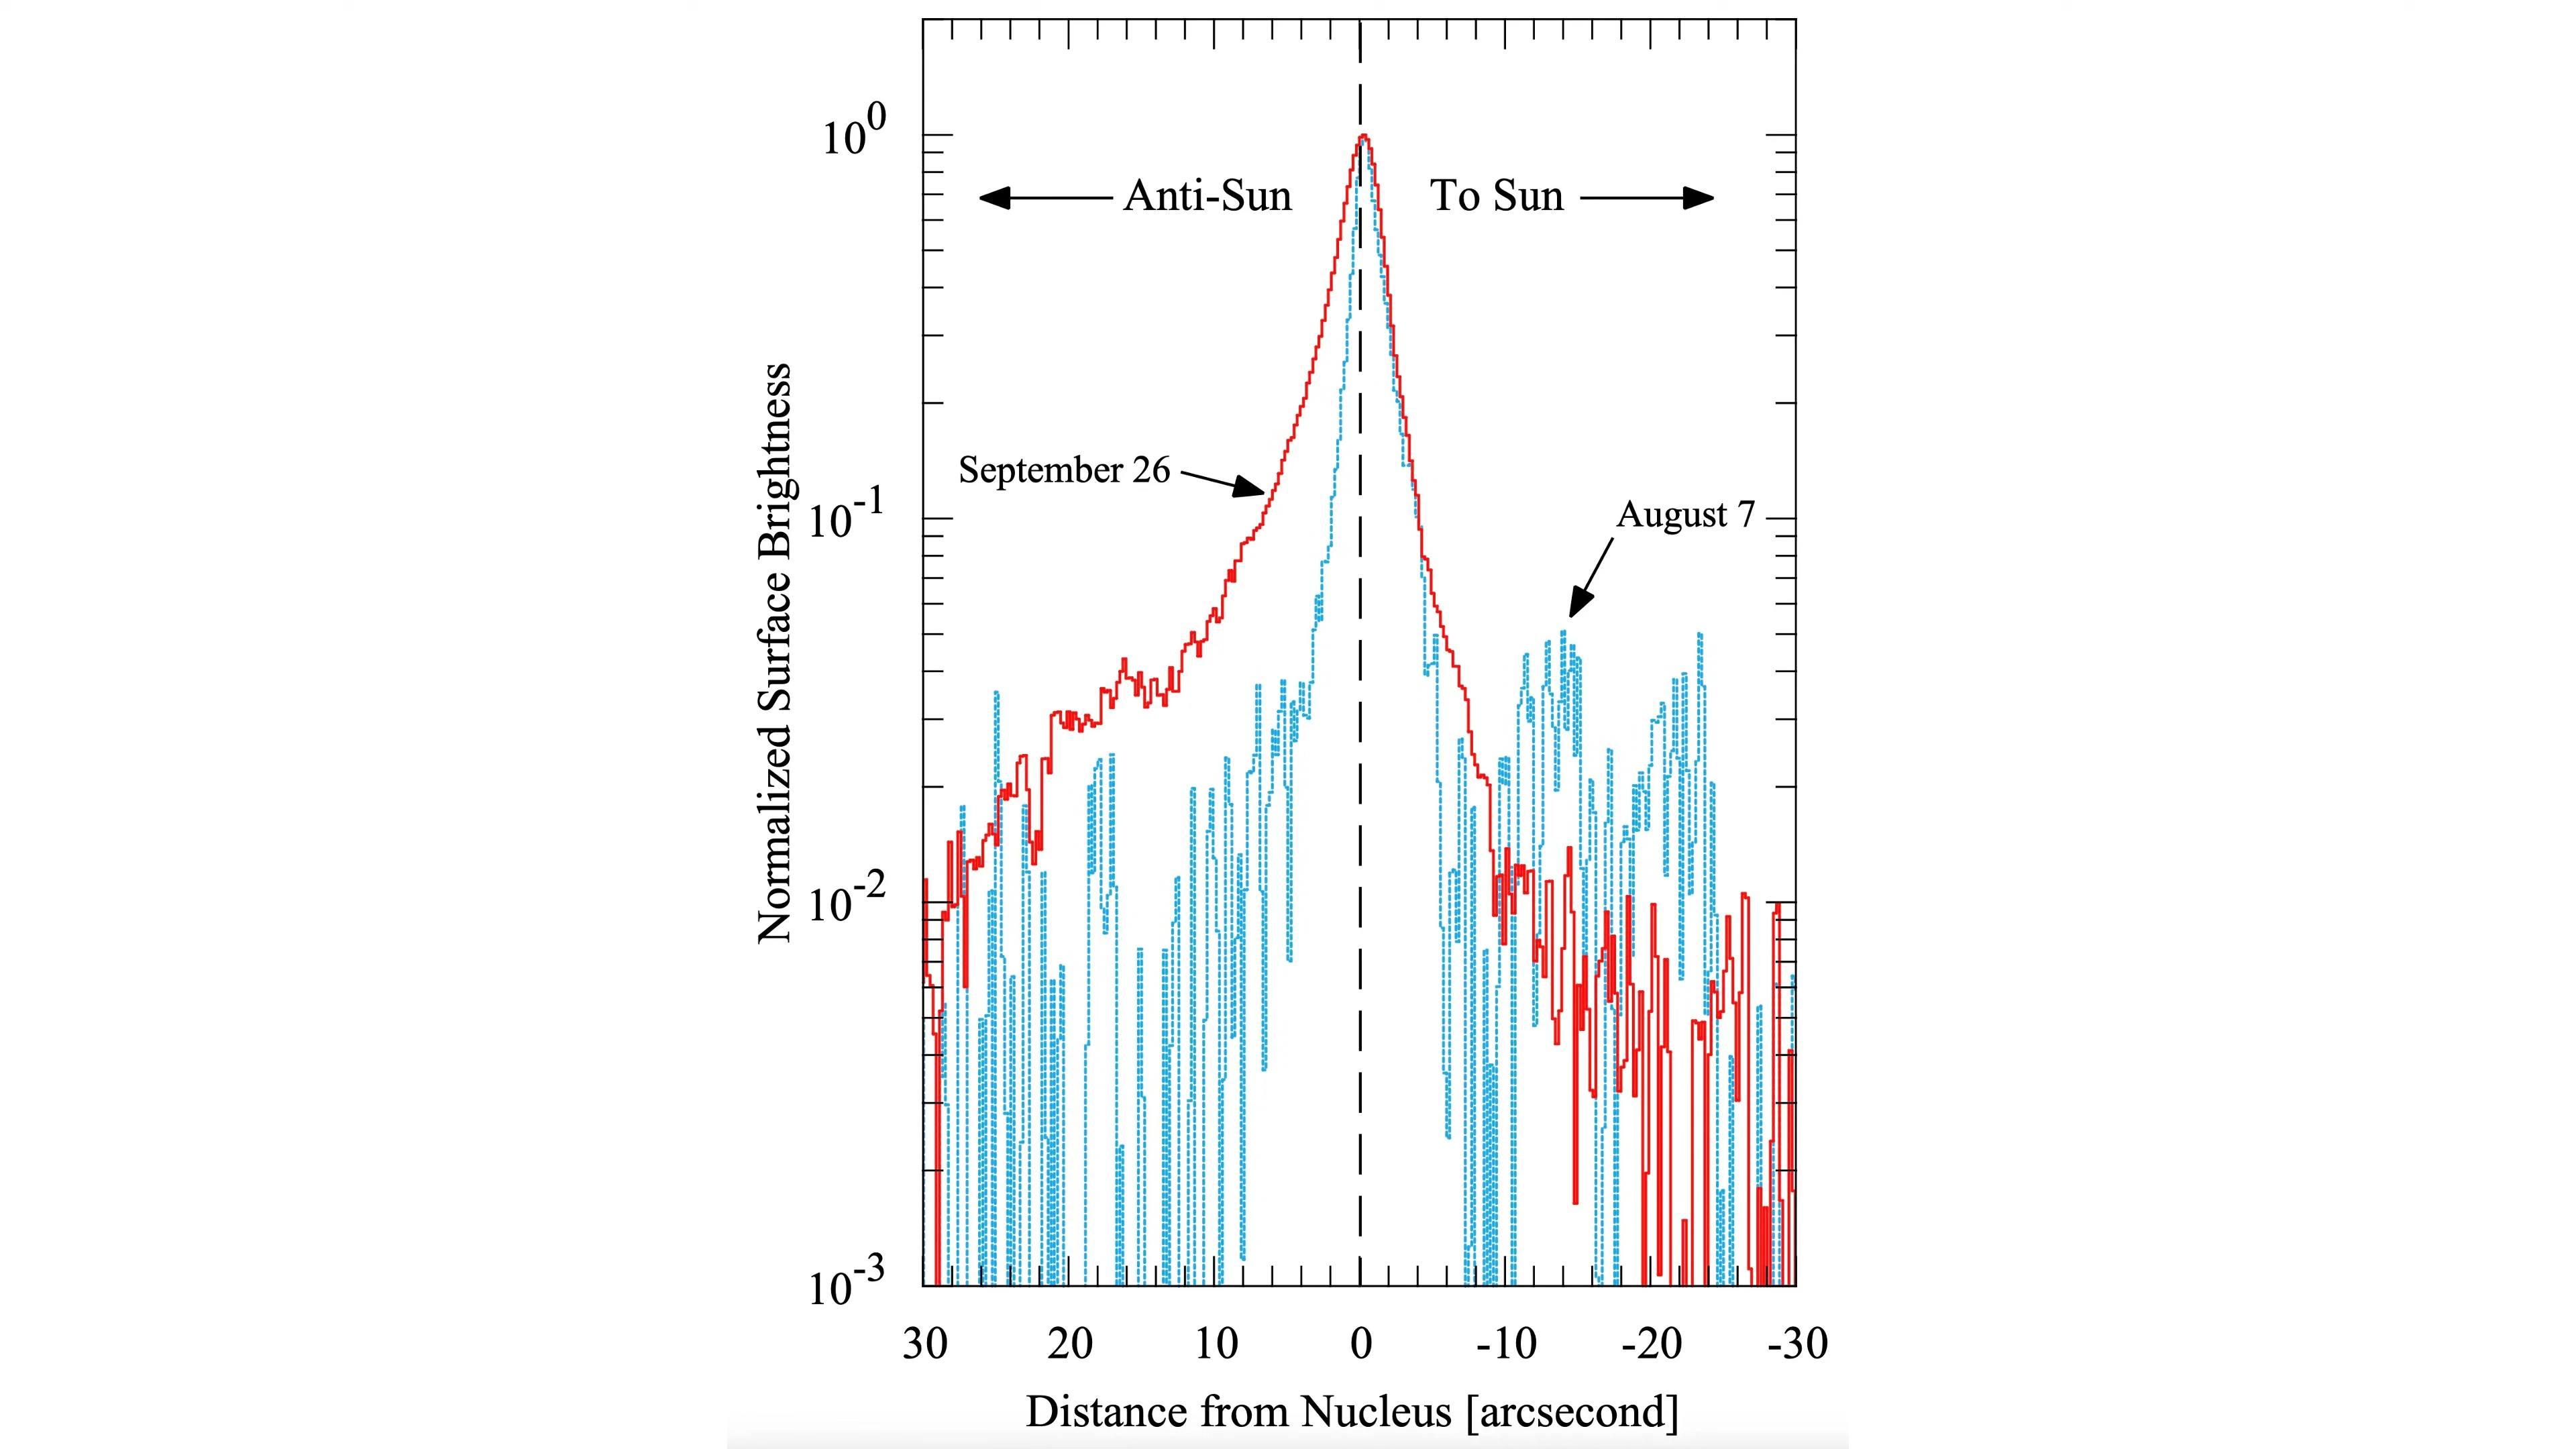 10^0
Anti-Sun
To Sun
September 26
10^-1
August 7
Normalized Surface Brightness
10^-2
10^-3
30 20 10 0 -10 -20 -30
Distance from Nucleus [arcsecond]